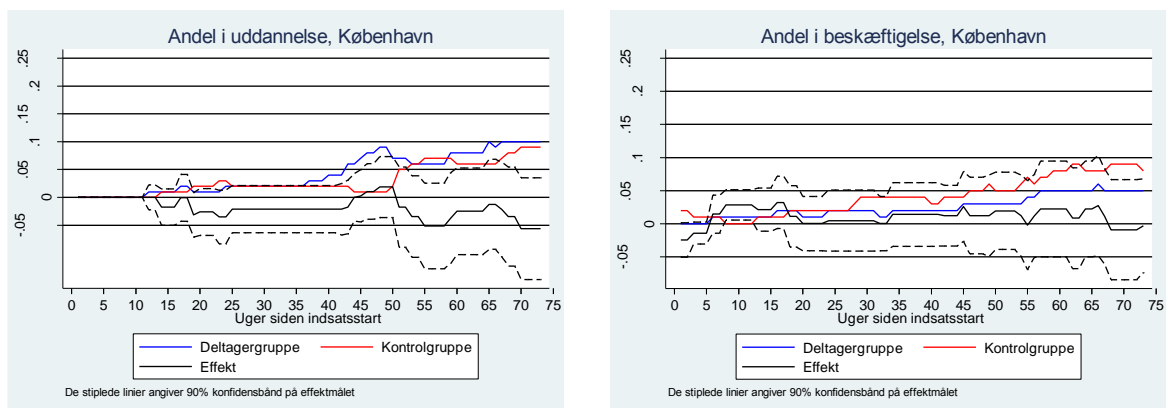 Andel i uddannelse, København
.25
.2
.15
.1
.05
0
-.05
1 5 10 15 20 25 30 35 40 45 50 55 60 65 70 75
Uger siden indsatsstart
Deltagergruppe Kontrolgruppe
Effekt
De stiplede linier angiver 90% konfidensbånd på effektmålet
Andel i beskæftigelse, København
.25
.2
.15
.1
.05
0
-.05
0 5 10 15 20 25 30 35 40 45 50 55 60 65 70 75
Uger siden indsatsstart
Deltagergruppe Kontrolgruppe
Effekt
De stiplede linier angiver 90% konfidensbånd på effektmålet